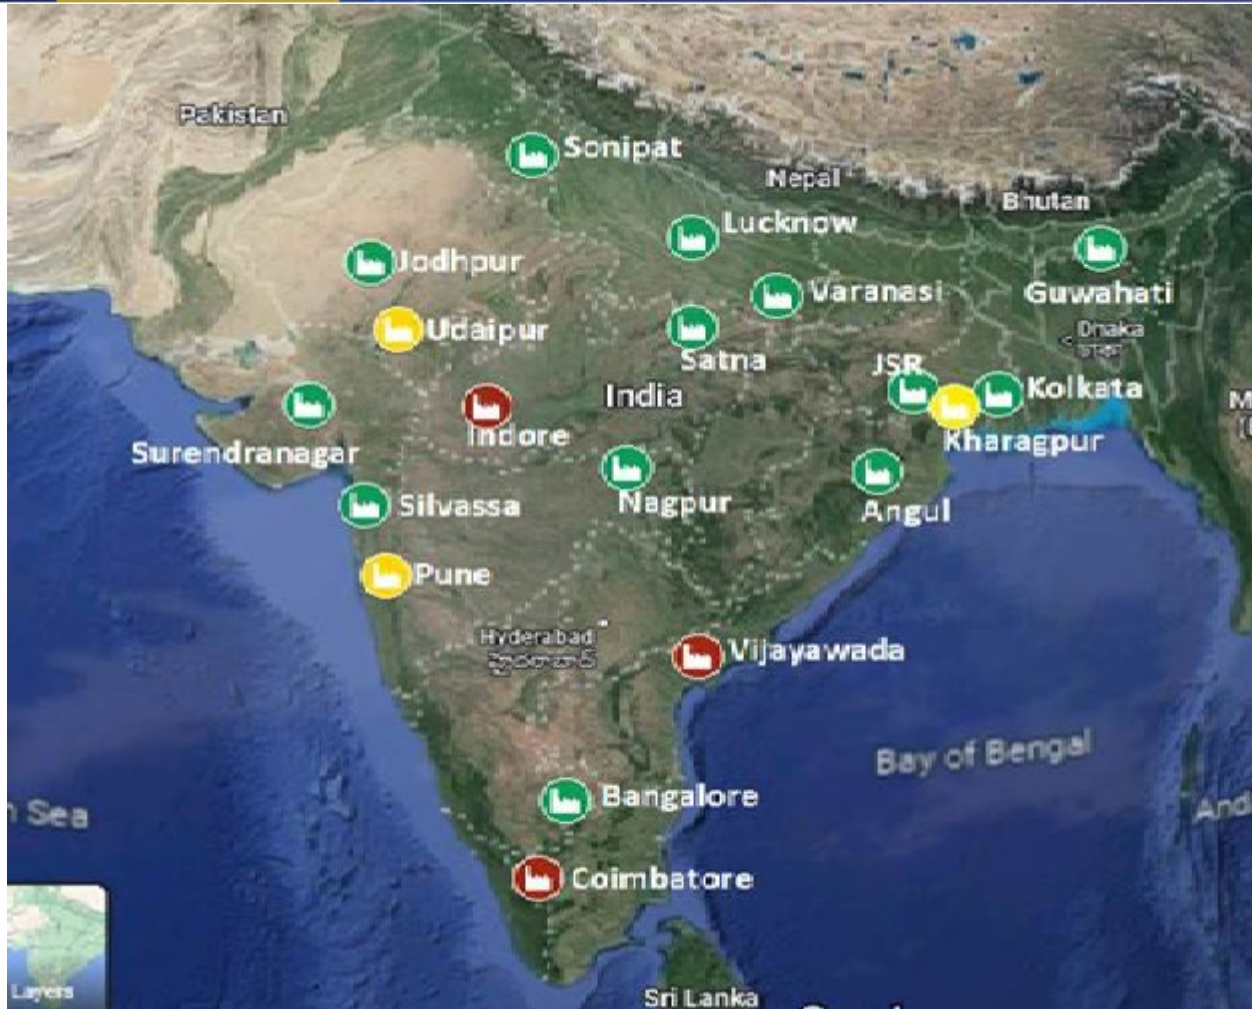 Pakistan
Sonipat
Nepal
Bhutan
Lucknow
Jodhpur
Varanasi
Guwahati
Udaipur
Dhaka
Satna
JSR
India
Kolkata
Indore
Kharagpur
Surendranagar
Nagpur
Silvassa
Angul
Pune
Hyderabad
Vijayawada
Bay of Bengal
Bangalore
Sea
And
Coimbatore
Layers
Sri Lanka